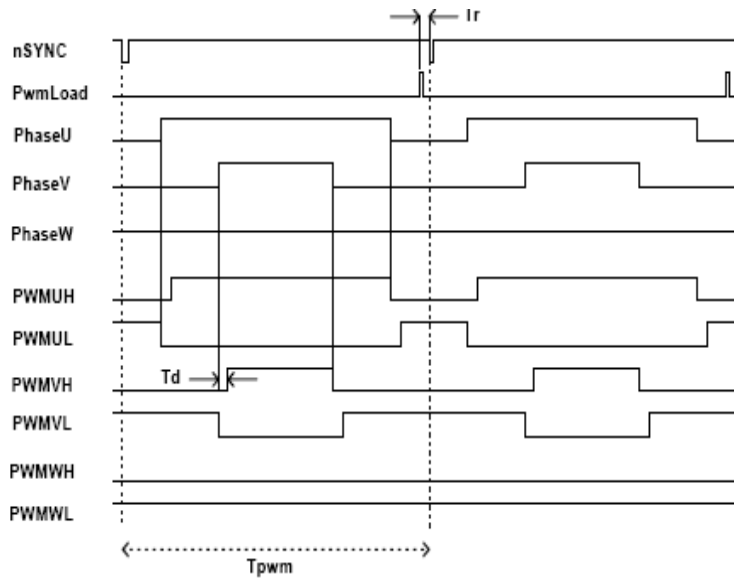 Tr
nSYNC
PwmLoad
PhaseU
PhaseV
PhaseW
PWMUH
PWMUL
Td
PWMVH
PWMVL
PWMWH
PWMWL
Tpwm